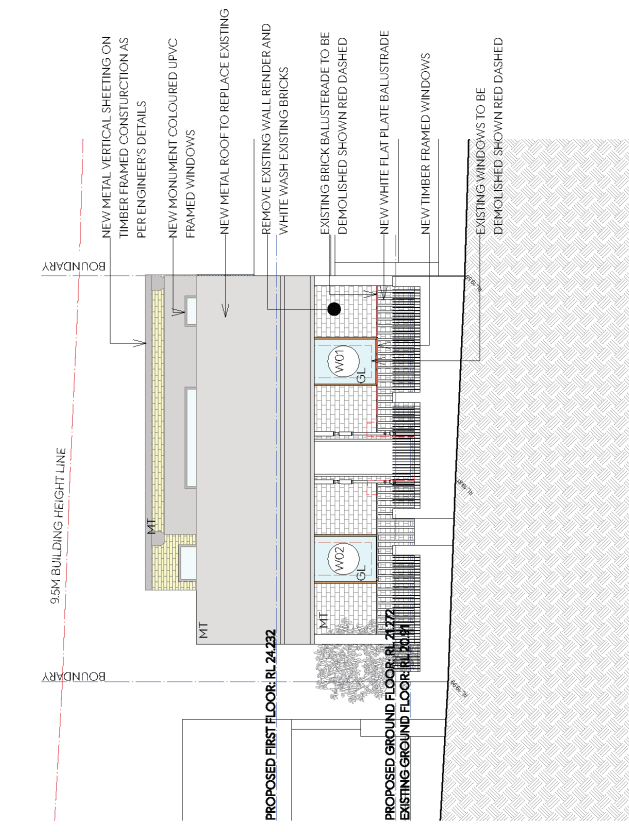 NEW METAL VERTICAL SHEETING ON
TIMBER FRAMED CONSTURCTION AS
PER ENGINEER'S DETAILS
NEW MONUMENT COLOURED UPVC
FRAMED WINDOWS
NEW METAL ROOF TO REPLACE EXISTING
REMOVE EXISTING WALL RENDER AND
WHITE WASH EXISTING BRICKS
EXISTING BRICK BALUSTERADE TO BE
DEMOLISHED SHOWN RED DASHED
NEW WHITE FLAT PLATE BALUSTRADE
NEW TIMBER FRAMED WINDOWS
EXISTING WINDOWS TO BE
DEMOLISHED SHOWN RED DASHED
BOUNDARY
9.5M BUILDING HEIGHT LINE
BOUNDARY
MT
MT
MT
W01
GL
W02
GL
PROPOSED FIRST FLOOR: RL 24.232
PROPOSED GROUND FLOOR: RL 21.272
EXISTING GROUND FLOOR: RL 20.91